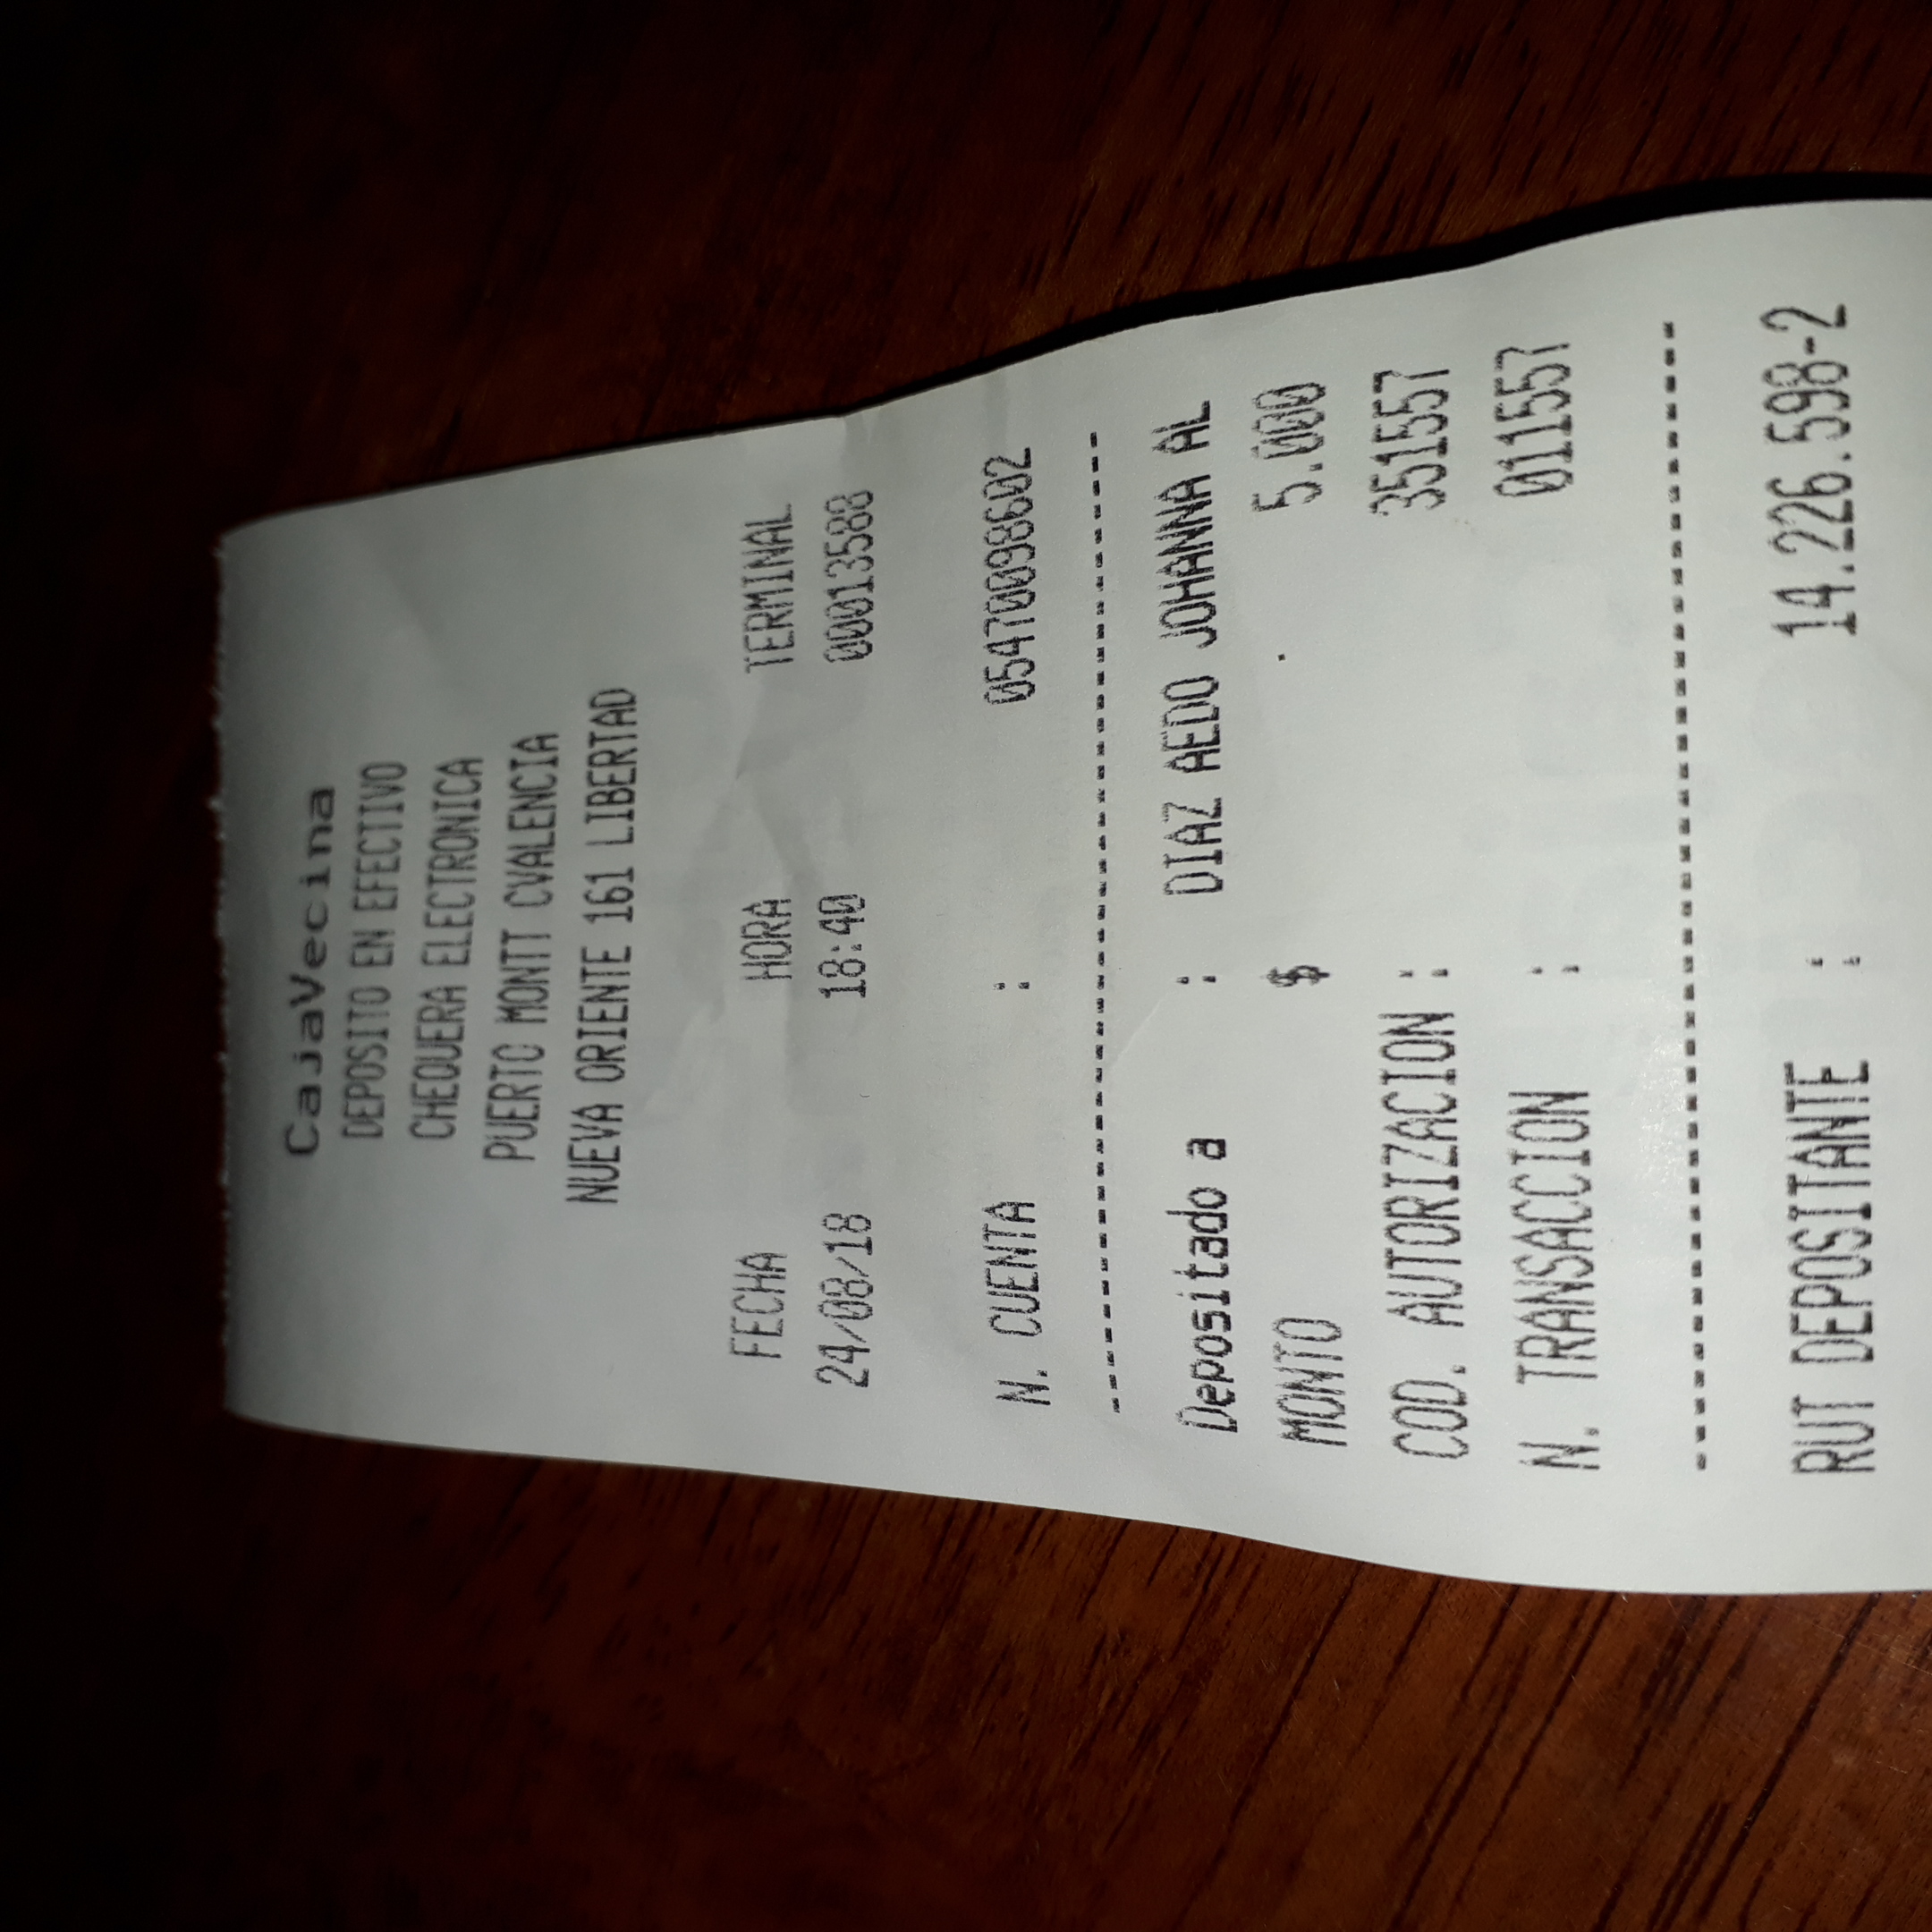 CajaVecina
DEPOSITO EN EFECTIVO
CHEQUERA ELECTRONICA
PUERTO MONTT CVALENCIA
NUEVA ORIENTE 161 LIBERTAD
FECHA HORA TERMINAL
24/08/18 18:40 00013588
N. CUENTA : 05470098602
Depositado a : DIAZ AEDO JOHANNA AL
MONTO $ 5.000
COD. AUTORIZACION : 351557
N. TRANSACCION : 011557
RUT DEPOSITANTE : 14.226.598-2